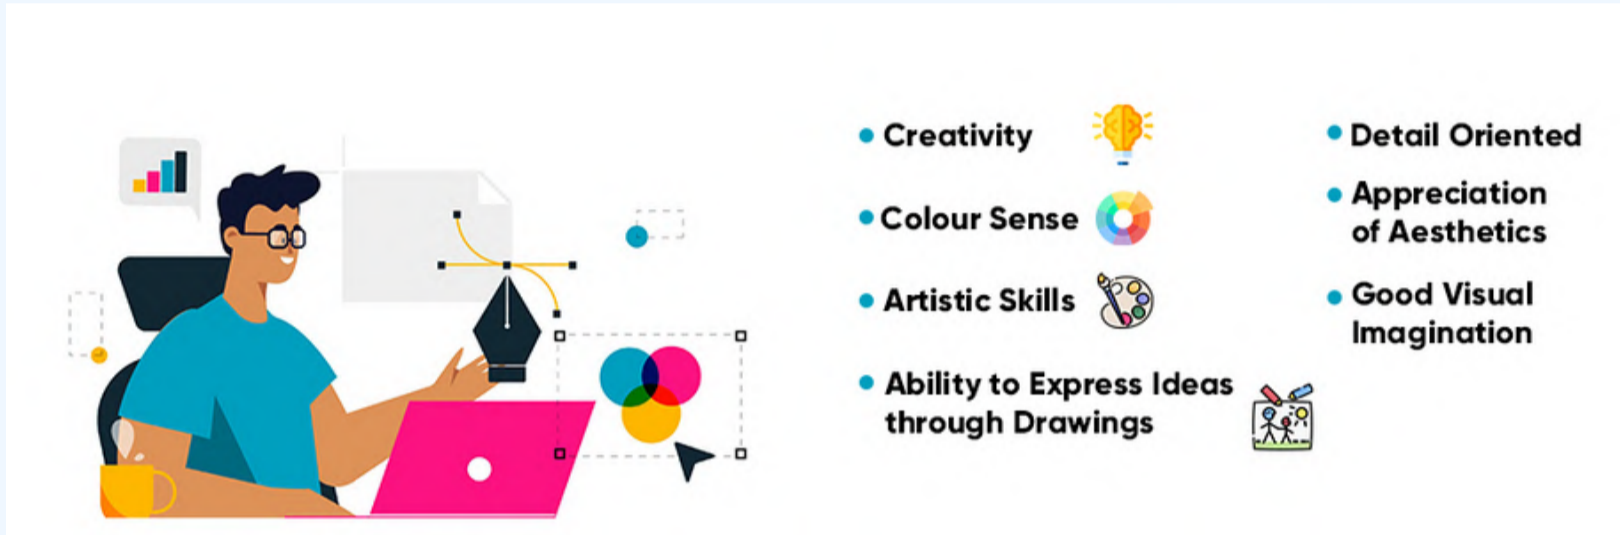 Creativity
Colour Sense
Artistic Skills
Ability to Express Ideas
through Drawings
Detail Oriented
Appreciation
of Aesthetics
Good Visual
Imagination